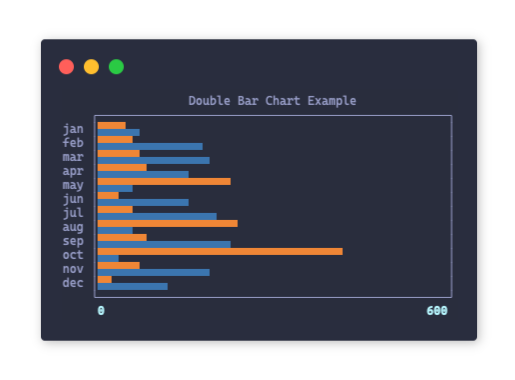 Double Bar Chart Example
jan
feb
mar
apr
may
jun
jul
aug
sep
oct
nov
dec
0 600